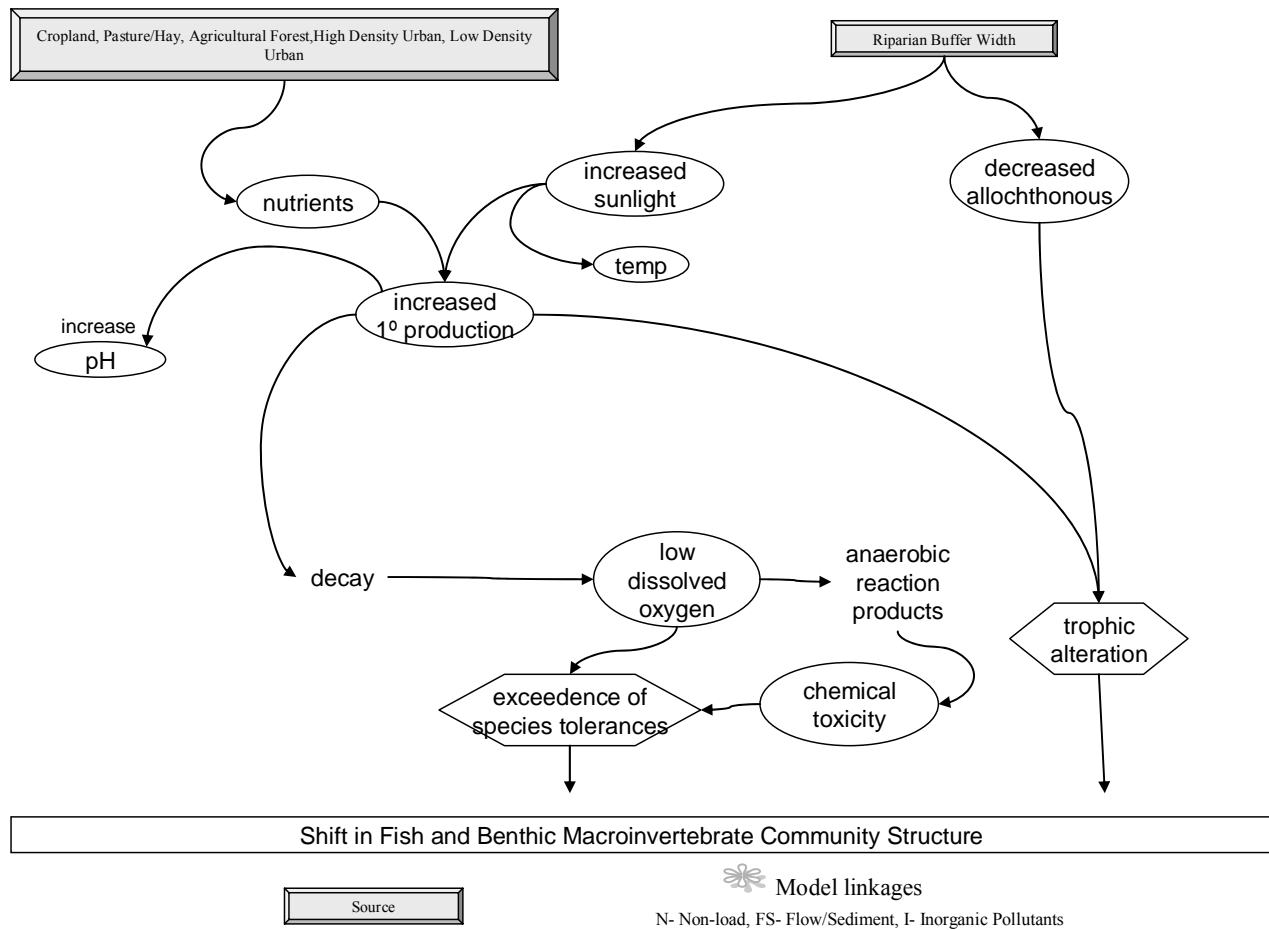 Cropland, Pasture/Hay, Agricultural Forest,High Density Urban, Low Density
Urban
Riparian Buffer Width
increased
sunlight
decreased
allochthonous
nutrients
temp
increased
1º production
increase
pH
decay
low
dissolved
oxygen
anaerobic
reaction
products
trophic
alteration
exceedence of
species tolerances
chemical
toxicity
Shift in Fish and Benthic Macroinvertebrate Community Structure
Source
Model linkages
N- Non-load, FS- Flow/Sediment, I- Inorganic Pollutants